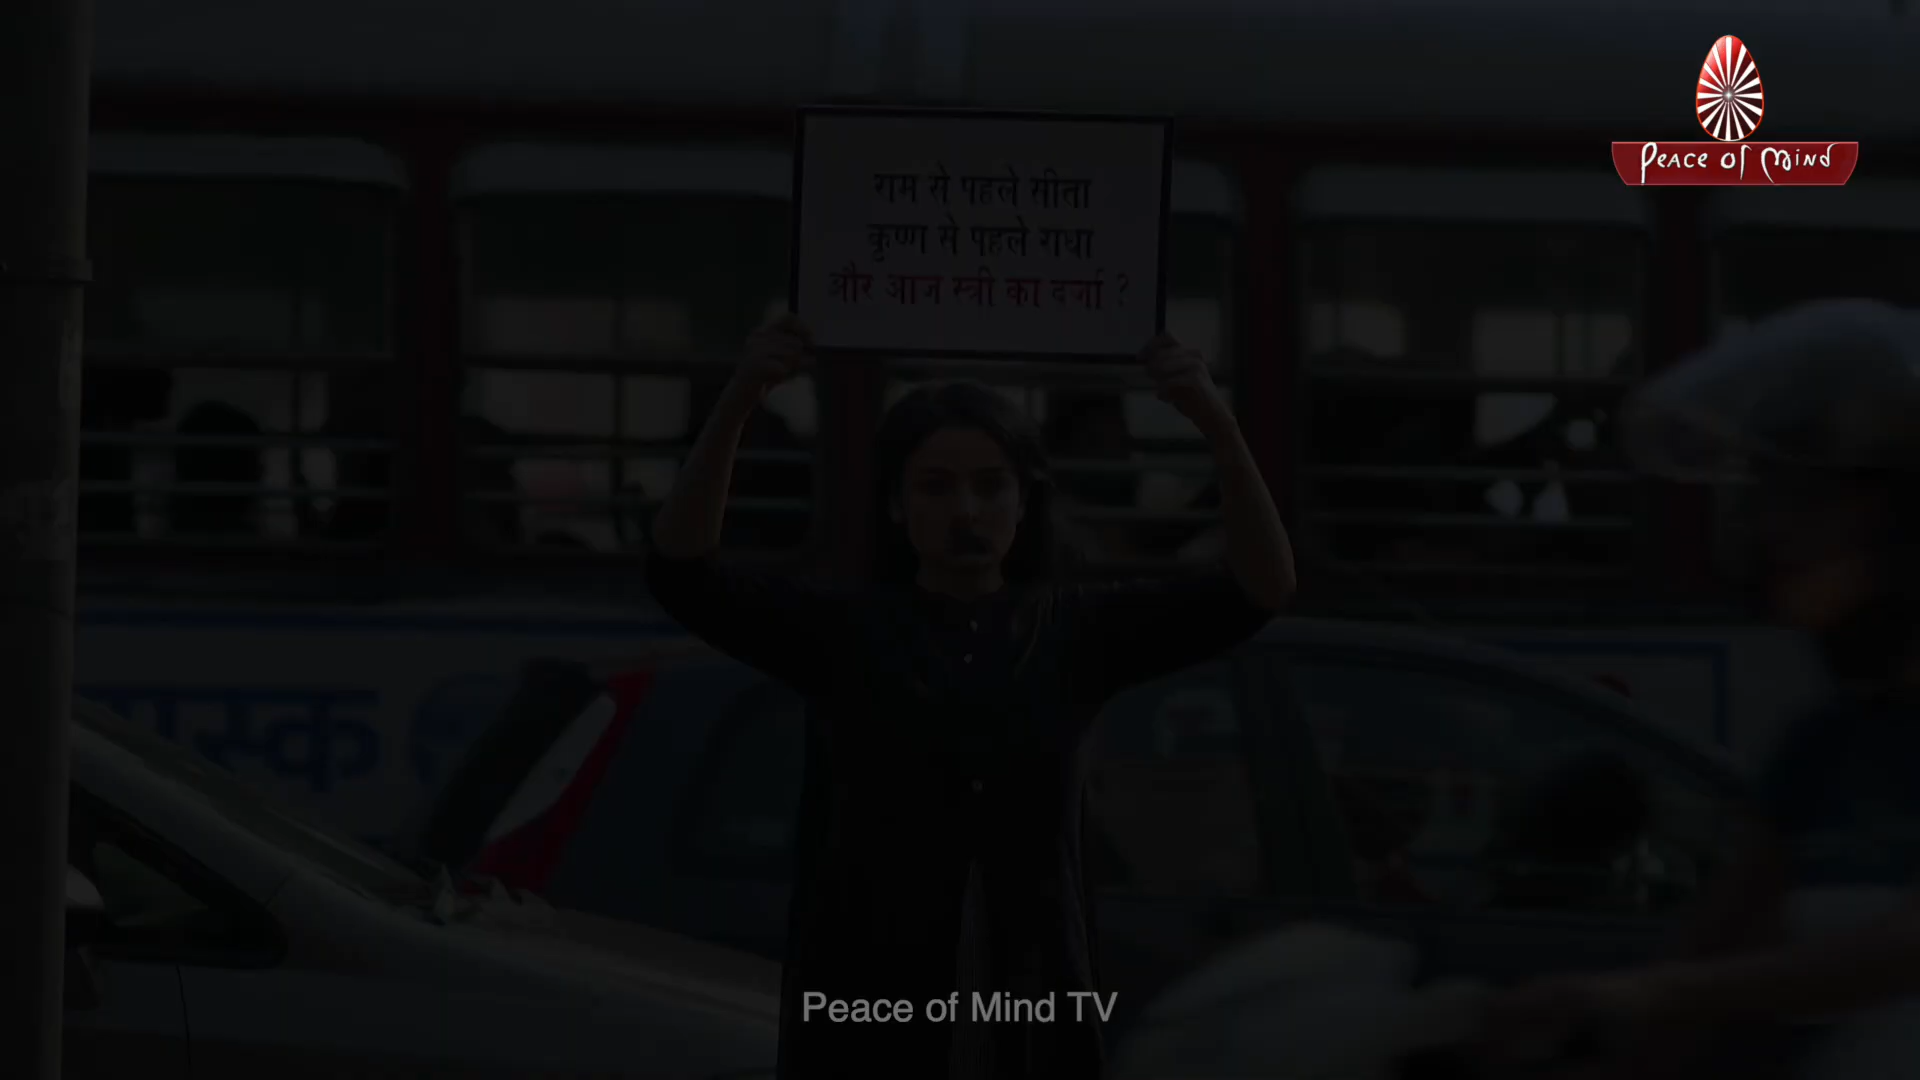 Peace of Mind
राम से पहले सीता
कृष्ण से पहले राधा
और आज स्त्री का दर्जा ?
Peace of Mind TV